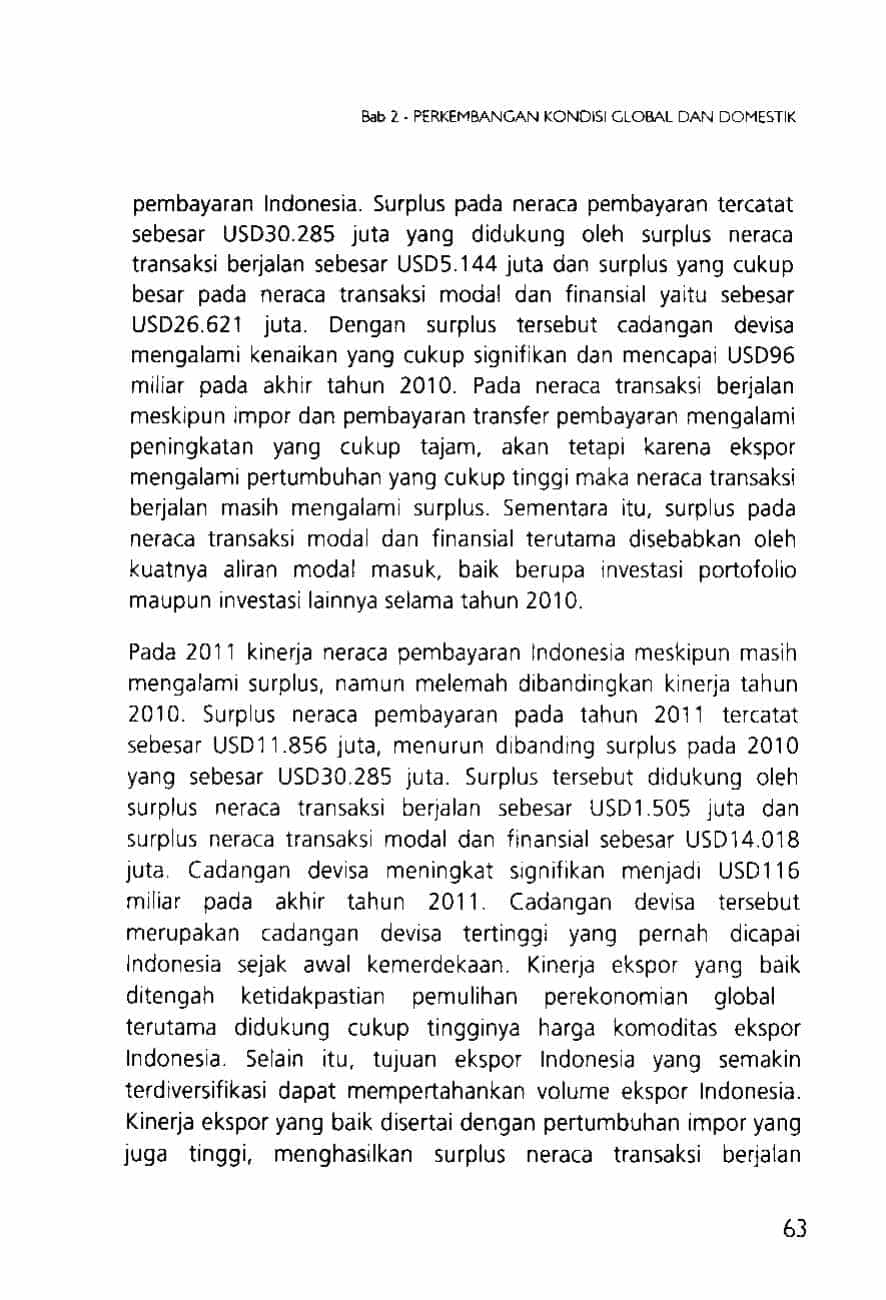 Bab 2 - PERKEMBANGAN KONDISI GLOBAL DAN DOMESTIK
pembayaran Indonesia. Surplus pada neraca pembayaran tercatat
sebesar USD30.285 juta yang didukung oleh surplus neraca
transaksi berjalan sebesar USD5.144 juta dan surplus yang cukup
besar pada neraca transaksi modal dan finansial yaitu sebesar
USD26.621 juta. Dengan surplus tersebut cadangan devisa
mengalami kenaikan yang cukup signifikan dan mencapai USD96
miliar pada akhir tahun 2010. Pada neraca transaksi berjalan
meskipun impor dan pembayaran transfer pembayaran mengalami
peningkatan yang cukup tajam, akan tetapi karena ekspor
mengalami pertumbuhan yang cukup tinggi maka neraca transaksi
berjalan masih mengalami surplus. Sementara itu, surplus pada
neraca transaksi modal dan finansial terutama disebabkan oleh
kuatnya aliran modal masuk, baik berupa investasi portofolio
maupun investasi lainnya selama tahun 2010.
Pada 2011 kinerja neraca pembayaran Indonesia meskipun masih
mengalami surplus, namun melemah dibandingkan kinerja tahun
2010. Surplus neraca pembayaran pada tahun 2011 tercatat
sebesar USD11.856 juta, menurun dibanding surplus pada 2010
yang sebesar USD30.285 juta. Surplus tersebut didukung oleh
surplus neraca transaksi berjalan sebesar USD1.505 juta dan
surplus neraca transaksi modal dan finansial sebesar USD14.018
juta. Cadangan devisa meningkat signifikan menjadi USD116
miliar pada akhir tahun 2011. Cadangan devisa tersebut
merupakan cadangan devisa tertinggi yang pernah dicapai
Indonesia sejak awal kemerdekaan. Kinerja ekspor yang baik
ditengah ketidakpastian pemulihan perekonomian global
terutama didukung cukup tingginya harga komoditas ekspor
Indonesia. Selain itu, tujuan ekspor Indonesia yang semakin
terdiversifikasi dapat mempertahankan volume ekspor Indonesia.
Kinerja ekspor yang baik disertai dengan pertumbuhan impor yang
juga tinggi, menghasilkan surplus neraca transaksi berjalan
63